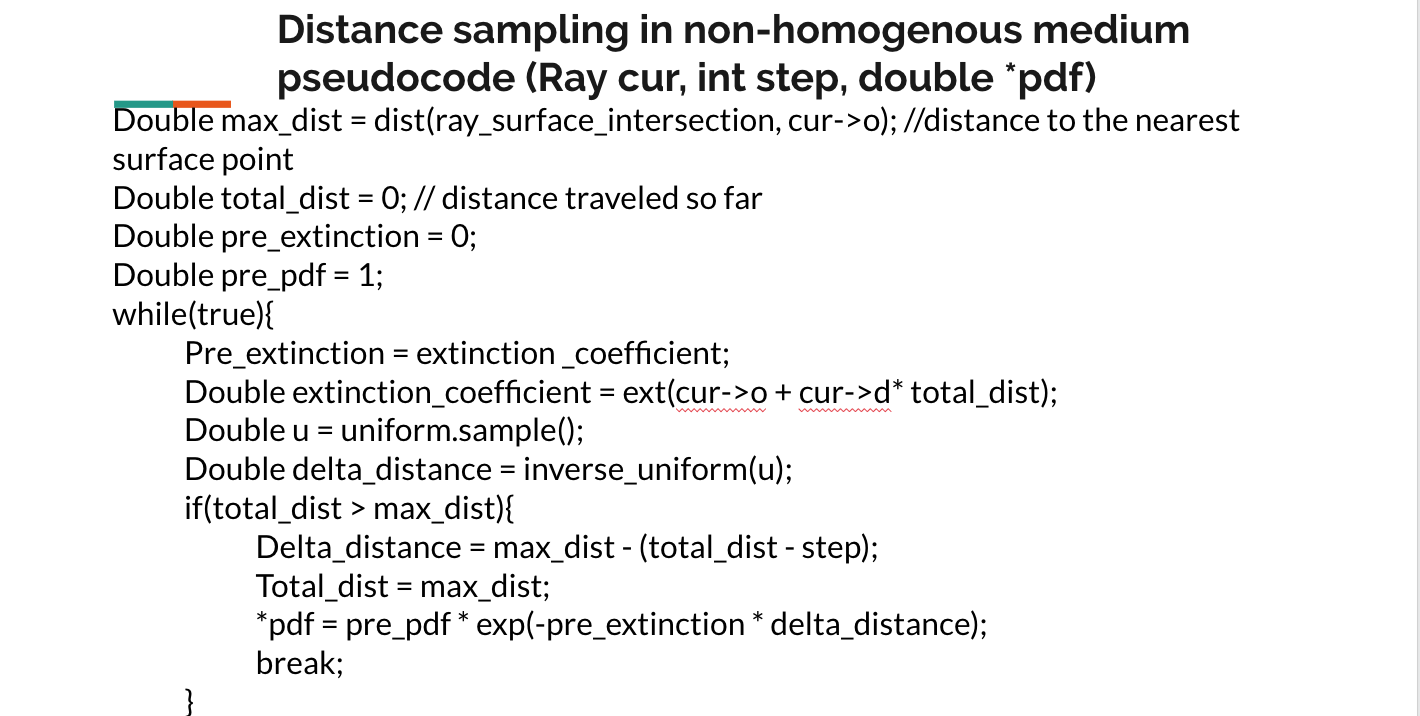 Distance sampling in non-homogenous medium
pseudocode (Ray cur, int step, double *pdf)
Double max_dist = dist(ray_surface_intersection, cur->o); //distance to the nearest
surface point
Double total_dist = 0; // distance traveled so far
Double pre_extinction = 0;
Double pre_pdf = 1;
while(true){
Pre_extinction = extinction _coefficient;
Double extinction_coefficient = ext(cur->o + cur->d* total_dist);
Double u = uniform.sample();
Double delta_distance = inverse_uniform(u);
if(total_dist > max_dist){
Delta_distance = max_dist - (total_dist - step);
Total_dist = max_dist;
*pdf = pre_pdf * exp(-pre_extinction * delta_distance);
break;
}